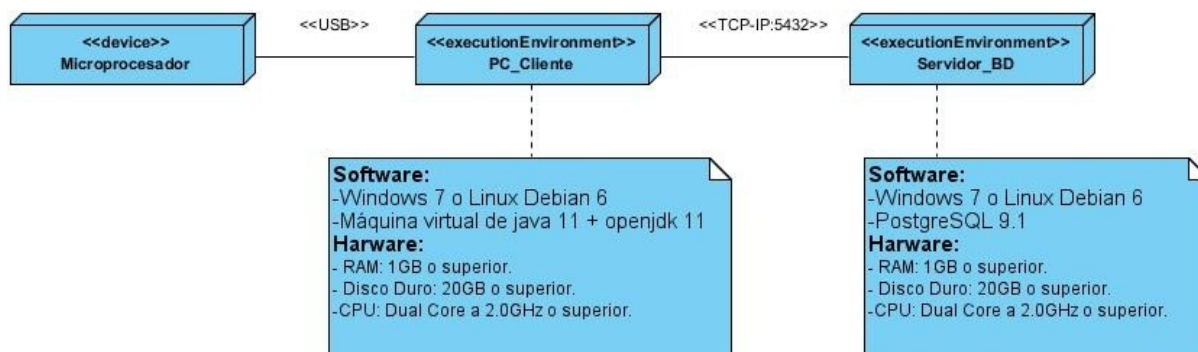 <<device>>
Microprocesador
<<USB>>
<<executionEnvironment>>
PC_Cliente
<<TCP-IP:5432>>
<<executionEnvironment>>
Servidor_BD
Software:
-Windows 7 o Linux Debian 6
-Máquina virtual de java 11 + openjdk 11
Harware:
- RAM: 1GB o superior.
- Disco Duro: 20GB o superior.
-CPU: Dual Core a 2.0GHz o superior.
Software:
-Windows 7 o Linux Debian 6
-PostgreSQL 9.1
Harware:
- RAM: 1GB o superior.
- Disco Duro: 20GB o superior.
-CPU: Dual Core a 2.0GHz o superior.